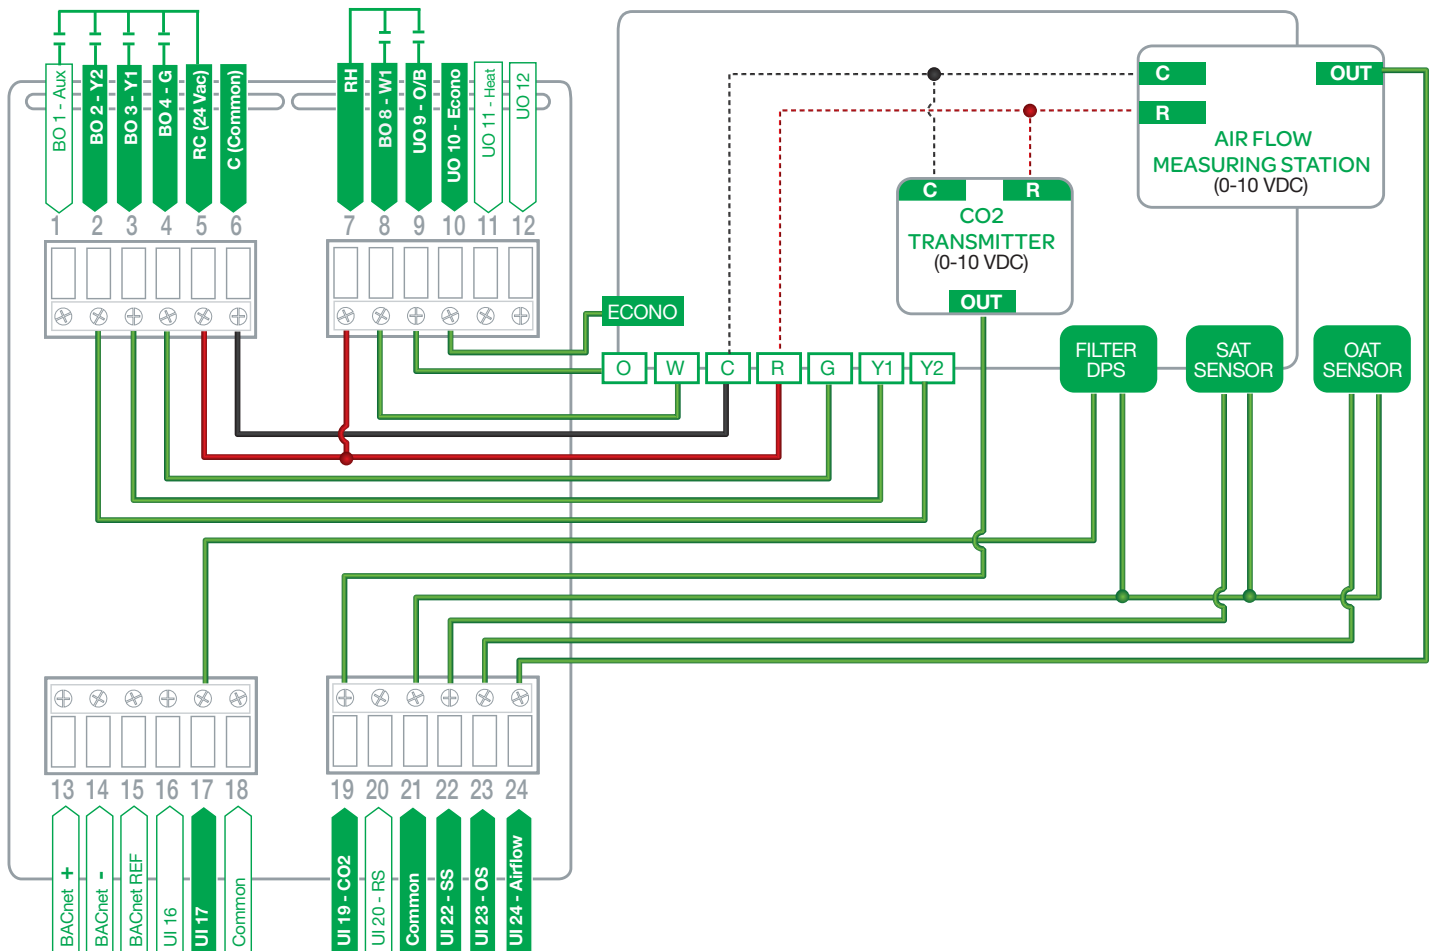 BO 1 - Aux
BO 2 - Y2
BO 3 - Y1
BO 4 - G
RC (24 Vac)
C (Common)
RH
BO 8 - W1
UO 9 - O/B
UO 10 - Econo
UO 11 - Heat
UO 12
1 2 3 4 5 6
7 8 9 10 11 12
C
OUT
R
AIR FLOW
MEASURING STATION
(0-10 VDC)
C R
CO2
TRANSMITTER
(0-10 VDC)
OUT
ECONO
O W C R G Y1 Y2
FILTER
DPS
SAT
SENSOR
OAT
SENSOR
13 14 15 16 17 18
19 20 21 22 23 24
BACnet +
BACnet -
BACnet REF
UI 16
UI 17
Common
UI 19 - CO2
UI 20 - RS
Common
UI 22 - SS
UI 23 - OS
UI 24 - Airflow